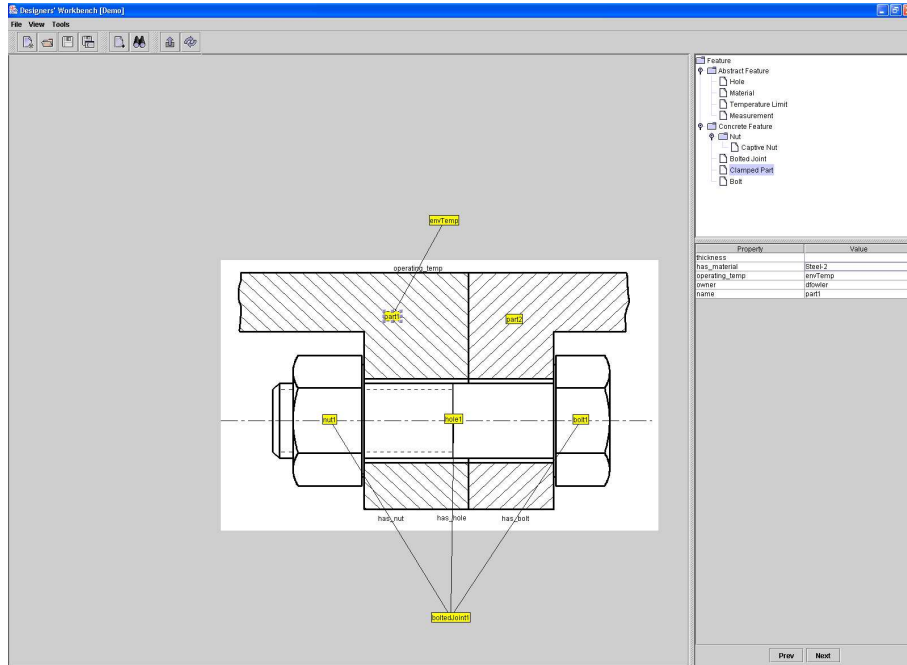 Designers' Workbench [Demo]
File View Tools
Feature
Abstract Feature
Hole
Material
Temperature Limit
Measurement
Concrete Feature
Nut
Captive Nut
Bolted Joint
Clamped Part
Bolt
envTemp
operating_temp
part1
part2
nut1
hole1
bolt1
has_nut
has_hole
has_bolt
boltedJoint1
Property Value
thickness
has_material Steel-2
operating_temp envTemp
owner dfowler
name part1
Prev Next